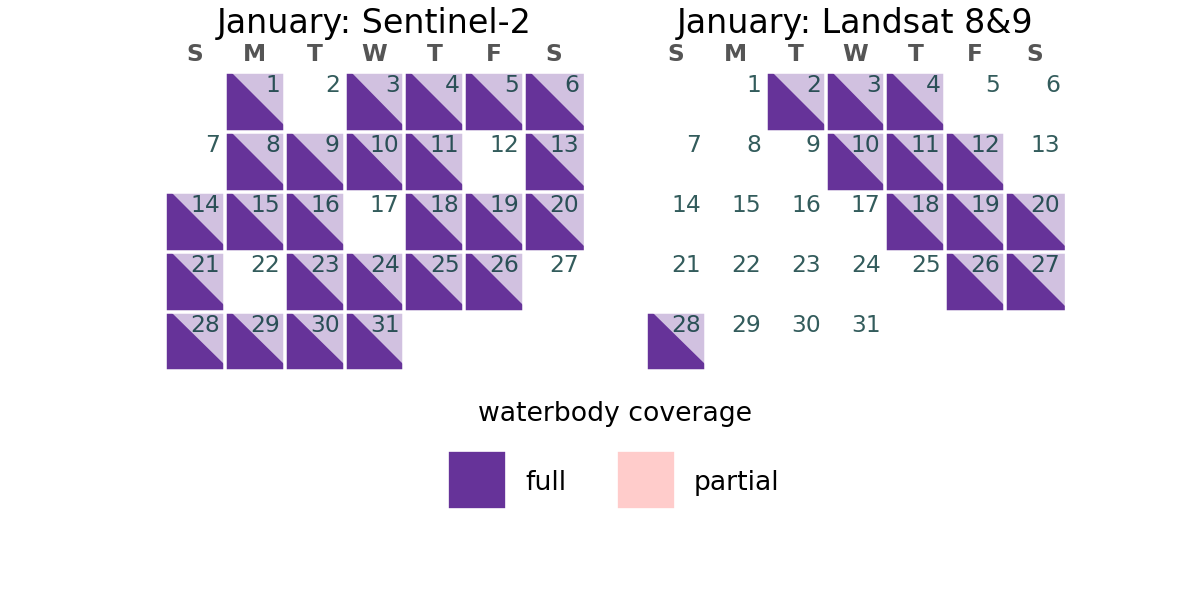 January: Sentinel-2
S M T W T F S
1 2 3 4 5 6
7 8 9 10 11 12 13
14 15 16 17 18 19 20
21 22 23 24 25 26 27
28 29 30 31
January: Landsat 8&9
S M T W T F S
1 2 3 4 5 6
7 8 9 10 11 12 13
14 15 16 17 18 19 20
21 22 23 24 25 26 27
28 29 30 31
waterbody coverage
full partial